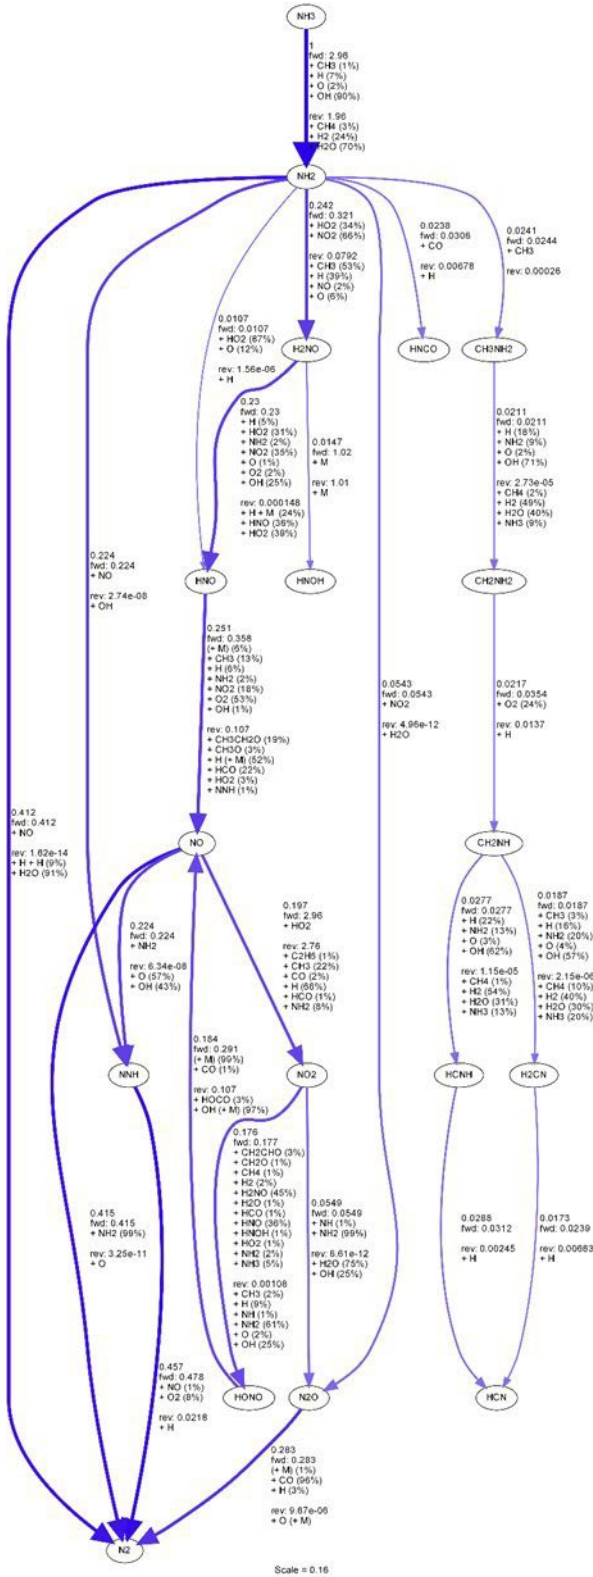 NH3
1
fwd: 2.96
+ CH3 (1%)
+ H (7%)
+ O (2%)
+ OH (90%)
rev: 1.96
+ CH4 (3%)
+ H2 (24%)
+ H2O (70%)
NH2
0.242
fwd: 0.321
+ HO2 (34%)
+ NO2 (66%)
rev: 0.0792
+ CH3 (53%)
+ H (39%)
+ NO (2%)
+ O (6%)
0.0238
fwd: 0.0306
+ CO
rev: 0.00678
+ H
0.0241
fwd: 0.0244
+ CH3
rev: 0.00026
0.0107
fwd: 0.0107
+ HO2 (87%)
+ O (12%)
rev: 1.56e-06
+ H
H2NO
HNCO
CH3NH2
0.23
fwd: 0.23
+ H (5%)
+ HO2 (31%)
+ NH2 (2%)
+ NO2 (35%)
+ O (1%)
+ O2 (2%)
+ OH (25%)
rev: 0.000148
+ H + M (24%)
+ HNO (36%)
+ HO2 (39%)
0.0147
fwd: 1.02
+ M
rev: 1.01
+ M
0.0211
fwd: 0.0211
+ H (18%)
+ NH2 (9%)
+ O (2%)
+ OH (71%)
rev: 2.73e-05
+ CH4 (2%)
+ H2 (49%)
+ H2O (40%)
+ NH3 (9%)
0.224
fwd: 0.224
+ NO
rev: 2.74e-08
+ OH
HNO
HNOH
CH2NH2
0.251
fwd: 0.358
(+ M) (6%)
+ CH3 (13%)
+ H (6%)
+ NH2 (2%)
+ NO2 (18%)
+ O2 (53%)
+ OH (1%)
rev: 0.107
+ CH3CH2O (19%)
+ CH3O (3%)
+ H (+ M) (52%)
+ HCO (22%)
+ HO2 (3%)
+ NNH (1%)
0.0543
fwd: 0.0543
+ NO2
rev: 4.96e-12
+ H2O
0.0217
fwd: 0.0354
+ O2 (24%)
rev: 0.0137
+ H
0.412
fwd: 0.412
+ NO
rev: 1.62e-14
+ H + H (9%)
+ H2O (91%)
NO
CH2NH
0.224
fwd: 0.224
+ NH2
rev: 6.34e-08
+ O (57%)
+ OH (43%)
0.197
fwd: 2.96
+ HO2
rev: 2.76
+ C2H6 (1%)
+ CH3 (22%)
+ CO (2%)
+ H (66%)
+ HCO (1%)
+ NH2 (8%)
0.0277
fwd: 0.0277
+ H (22%)
+ NH2 (13%)
+ O (3%)
+ OH (62%)
rev: 1.15e-05
+ CH4 (1%)
+ H2 (54%)
+ H2O (31%)
+ NH3 (13%)
0.0187
fwd: 0.0187
+ CH3 (3%)
+ H (16%)
+ NH2 (20%)
+ O (4%)
+ OH (57%)
rev: 2.15e-06
+ CH4 (10%)
+ H2 (40%)
+ H2O (30%)
+ NH3 (20%)
0.184
fwd: 0.291
(+ M) (99%)
+ CO (1%)
rev: 0.107
+ HOCO (3%)
+ OH (+ M) (97%)
NNH
NO2
HCNH
H2CN
0.176
fwd: 0.177
+ CH2CHO (3%)
+ CH2O (1%)
+ CH4 (1%)
+ H2 (2%)
+ H2NO (45%)
+ H2O (1%)
+ HCO (1%)
+ HNO (36%)
+ HNOH (1%)
+ HO2 (1%)
+ NH2 (2%)
+ NH3 (5%)
rev: 0.00108
+ CH3 (2%)
+ H (9%)
+ NH (1%)
+ NH2 (61%)
+ O (2%)
+ OH (25%)
0.0549
fwd: 0.0549
+ NH (1%)
+ NH2 (99%)
rev: 6.61e-12
+ H2O (75%)
+ OH (25%)
0.415
fwd: 0.415
+ NH2 (99%)
rev: 3.25e-11
+ O
0.0288
fwd: 0.0312
rev: 0.00245
+ H
0.0173
fwd: 0.0239
rev: 0.00663
+ H
0.457
fwd: 0.478
+ NO (1%)
+ O2 (8%)
rev: 0.0218
+ H
HONO
N2O
HCN
0.283
fwd: 0.283
(+ M) (1%)
+ CO (96%)
+ H (3%)
rev: 9.67e-06
+ O (+ M)
N2
Scale = 0.16